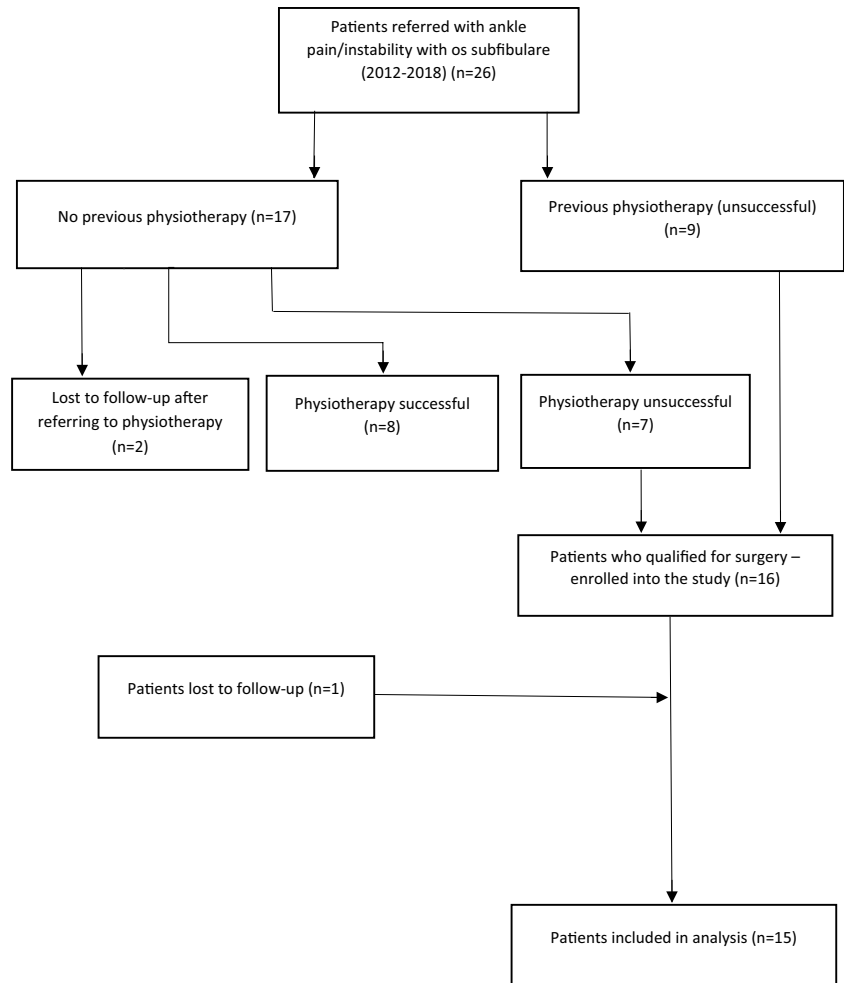 Patients referred with ankle
pain/instability with os subfibulare
(2012-2018) (n=26)
No previous physiotherapy (n=17)
Previous physiotherapy (unsuccessful)
(n=9)
Lost to follow-up after
referring to physiotherapy
(n=2)
Physiotherapy successful
(n=8)
Physiotherapy unsuccessful
(n=7)
Patients who qualified for surgery –
enrolled into the study (n=16)
Patients lost to follow-up (n=1)
Patients included in analysis (n=15)